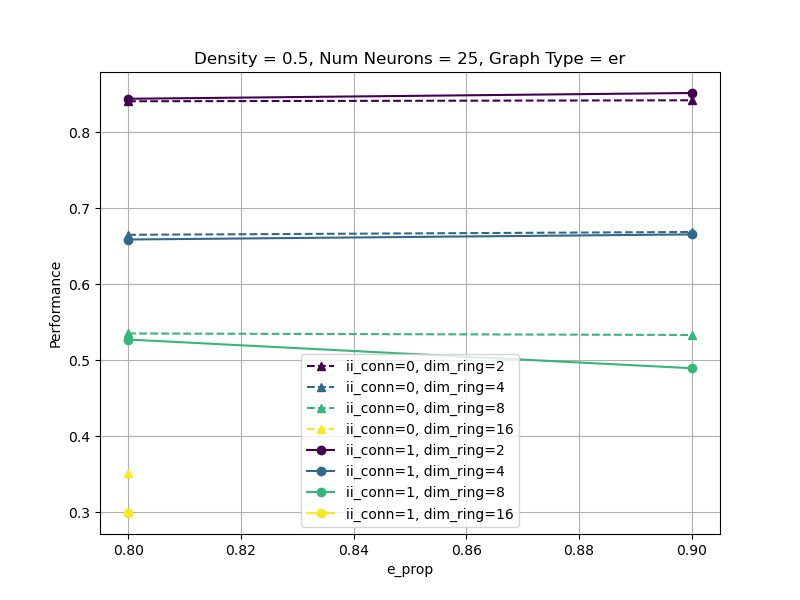 Density = 0.5, Num Neurons = 25, Graph Type = er
Performance
0.8
0.7
0.6
0.5
0.4
0.3
ii_conn=0, dim_ring=2
ii_conn=0, dim_ring=4
ii_conn=0, dim_ring=8
ii_conn=0, dim_ring=16
ii_conn=1, dim_ring=2
ii_conn=1, dim_ring=4
ii_conn=1, dim_ring=8
ii_conn=1, dim_ring=16
0.80
0.82
0.84
0.86
0.88
0.90
e_prop